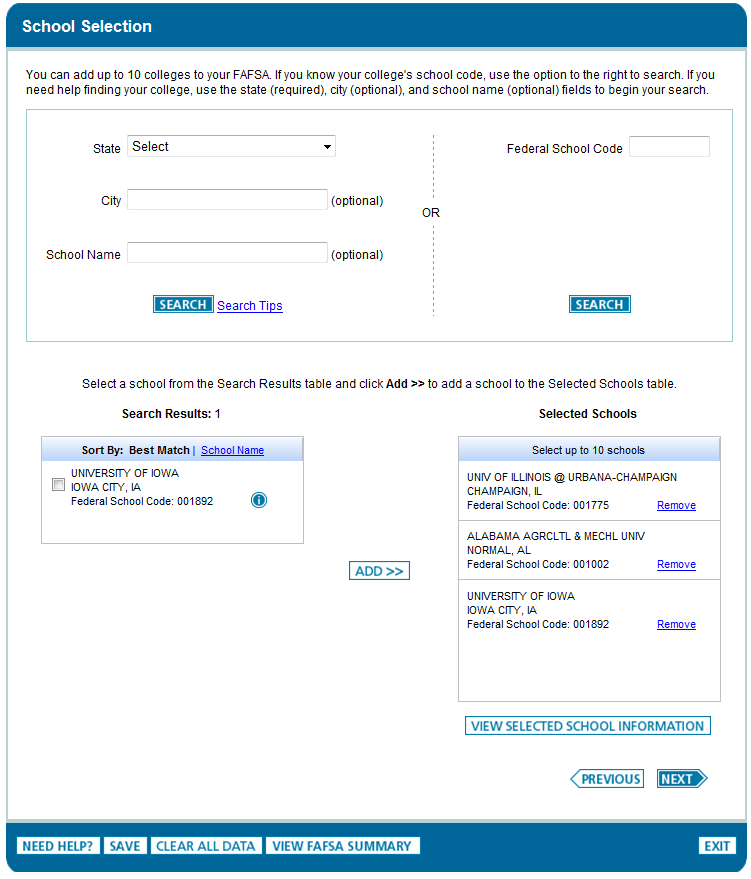 School Selection
You can add up to 10 colleges to your FAFSA. If you know your college's school code, use the option to the right to search. If you
need help finding your college, use the state (required), city (optional), and school name (optional) fields to begin your search.
State Select
City (optional)
School Name (optional)
SEARCH Search Tips
OR
Federal School Code
SEARCH
Select a school from the Search Results table and click Add >> to add a school to the Selected Schools table.
Search Results: 1
Sort By: Best Match | School Name
UNIVERSITY OF IOWA
IOWA CITY, IA
Federal School Code: 001892
ADD >>
Selected Schools
Select up to 10 schools
UNIV OF ILLINOIS @ URBANA-CHAMPAIGN
CHAMPAIGN, IL
Federal School Code: 001775 Remove
ALABAMA AGRCLTL & MECHL UNIV
NORMAL, AL
Federal School Code: 001002 Remove
UNIVERSITY OF IOWA
IOWA CITY, IA
Federal School Code: 001892 Remove
VIEW SELECTED SCHOOL INFORMATION
PREVIOUS NEXT
NEED HELP? SAVE CLEAR ALL DATA VIEW FAFSA SUMMARY EXIT